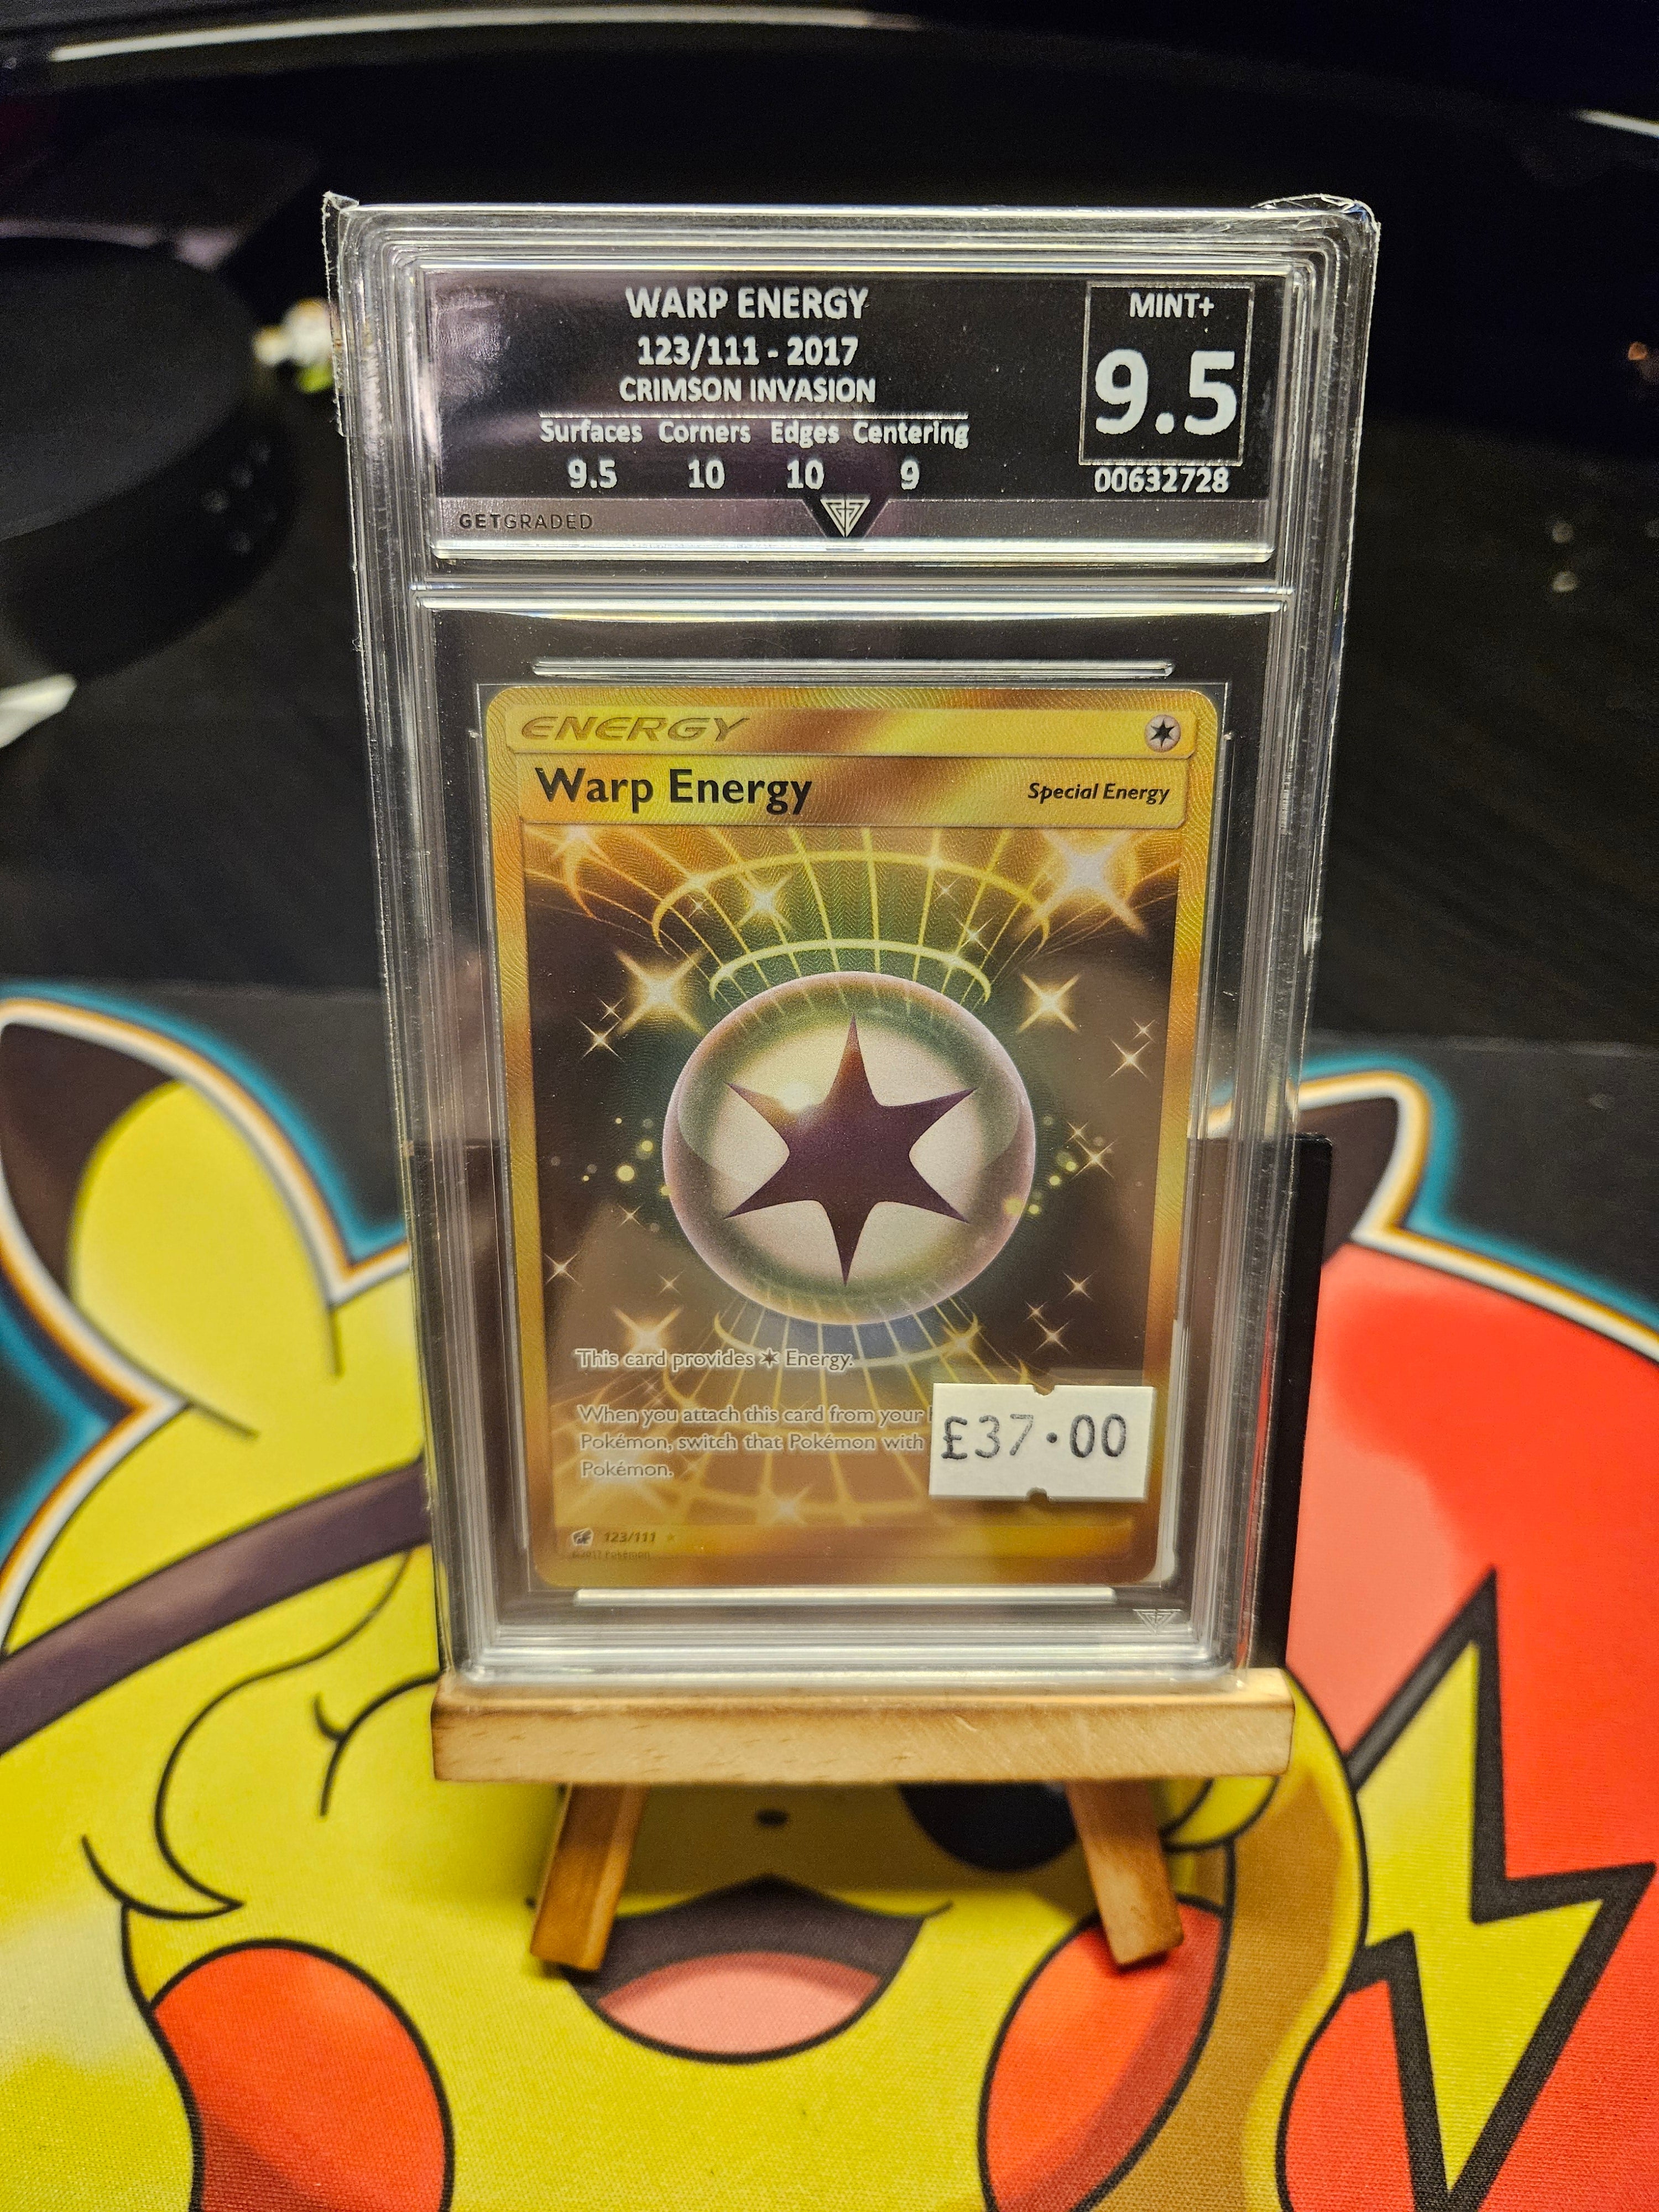 WARP ENERGY
123/111 - 2017
CRIMSON INVASION
Surfaces Corners Edges Centering
9.5 10 10 9
MINT+
9.5
00632728
GETGRADED
ENERGY
Warp Energy Special Energy
This card provides Energy.
When you attach this card from your
Pokémon, switch that Pokémon with
Pokémon.
£37.00
123/111
©2017 Pokémon